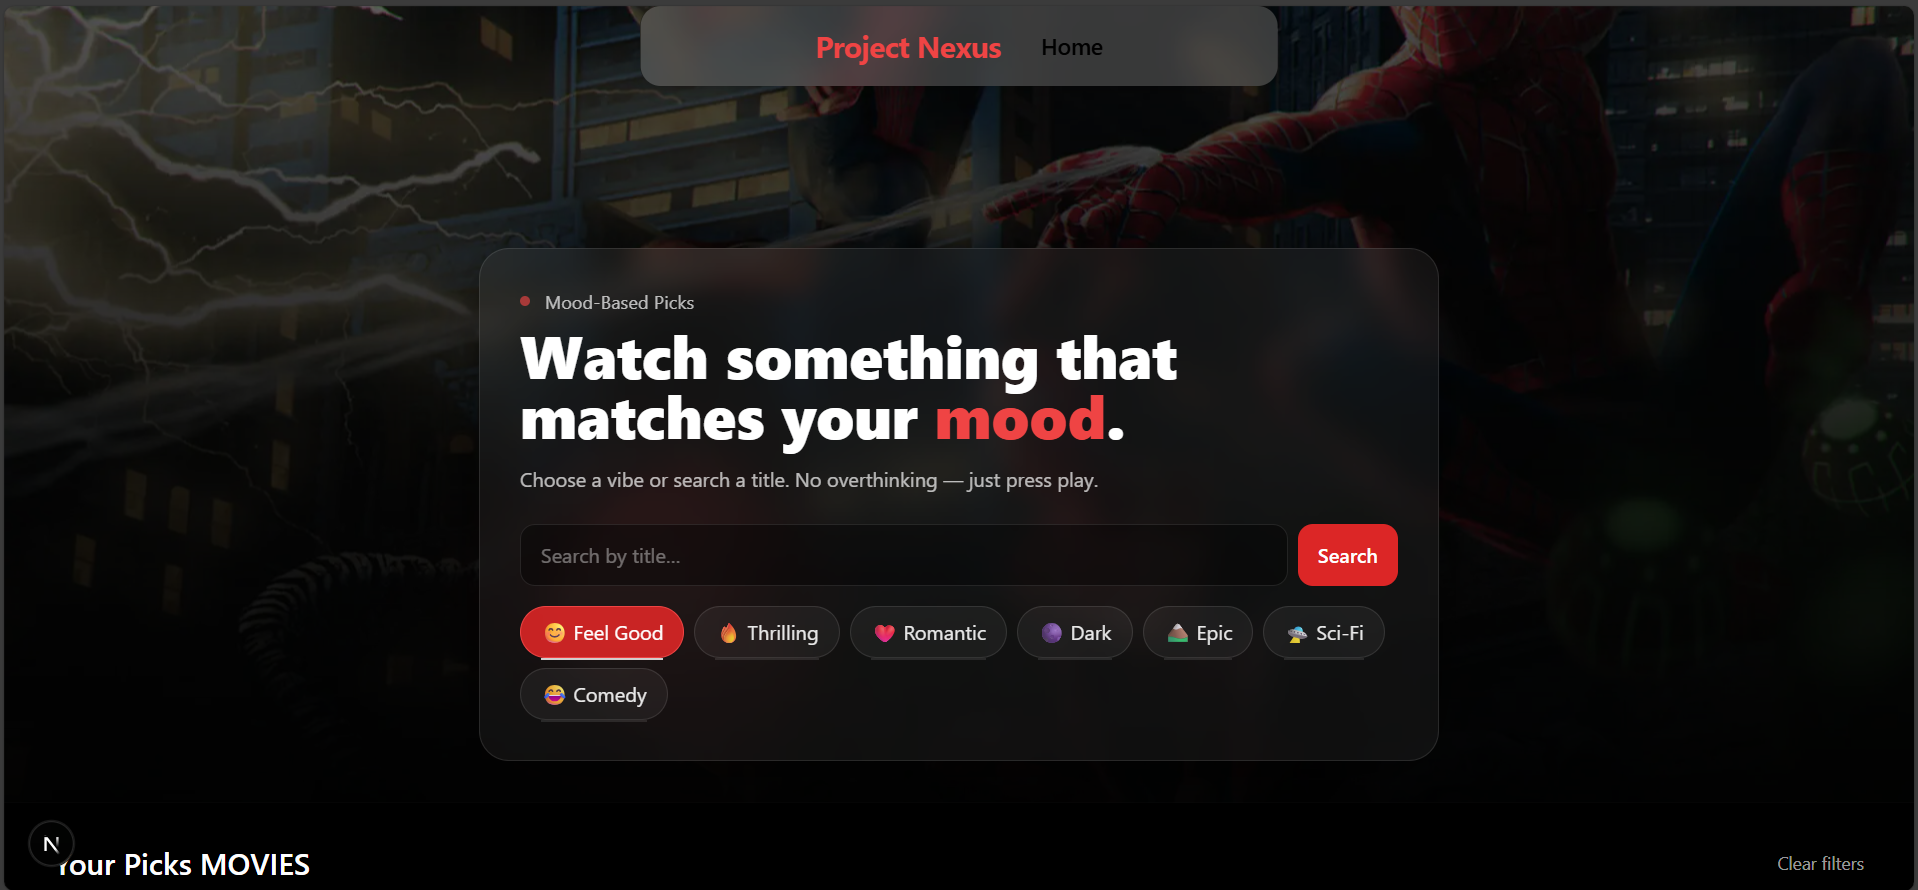 Project Nexus Home
Mood-Based Picks
Watch something that
matches your mood.
Choose a vibe or search a title. No overthinking — just press play.
Search by title...
Search
😊 Feel Good 🔥 Thrilling 💖 Romantic 🌑 Dark ⛰️ Epic 🛸 Sci-Fi
😂 Comedy
N
Your Picks MOVIES
Clear filters